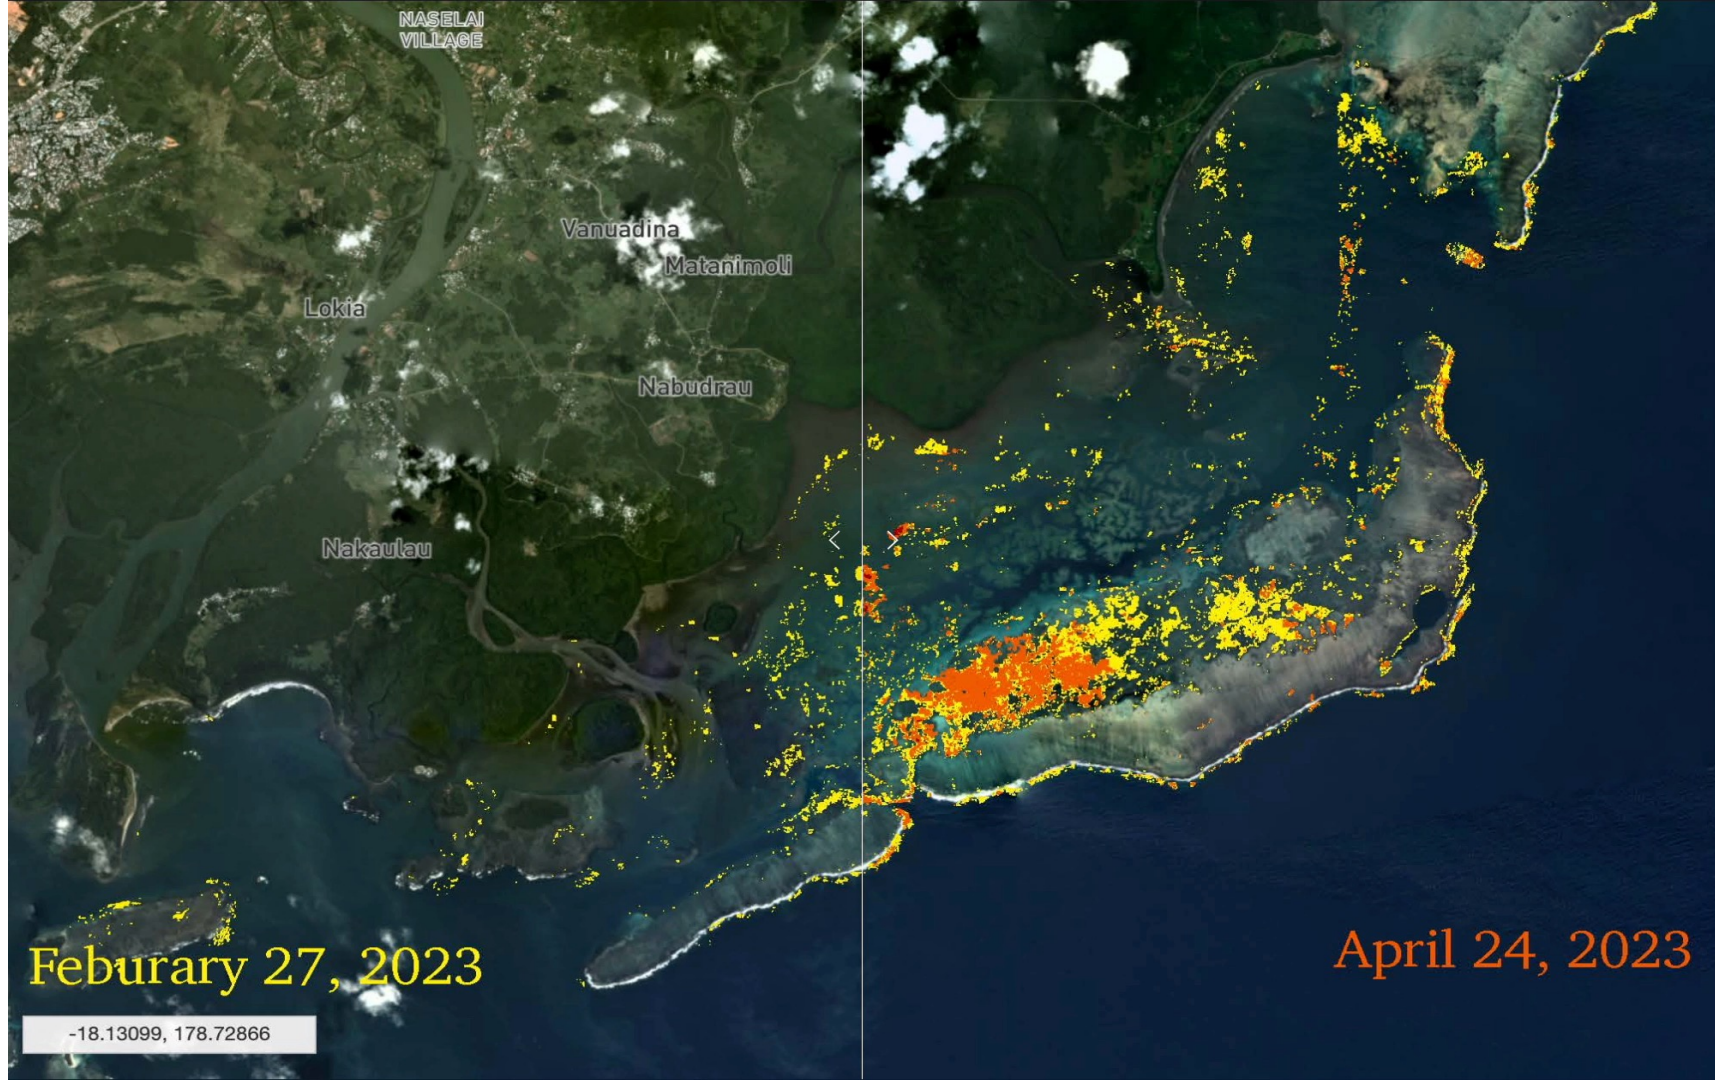 NASELAI
VILLAGE
Vanuadina
Matanimoli
Lokia
Nabudrau
Nakaulau
Feburary 27, 2023
April 24, 2023
-18.13099, 178.72866